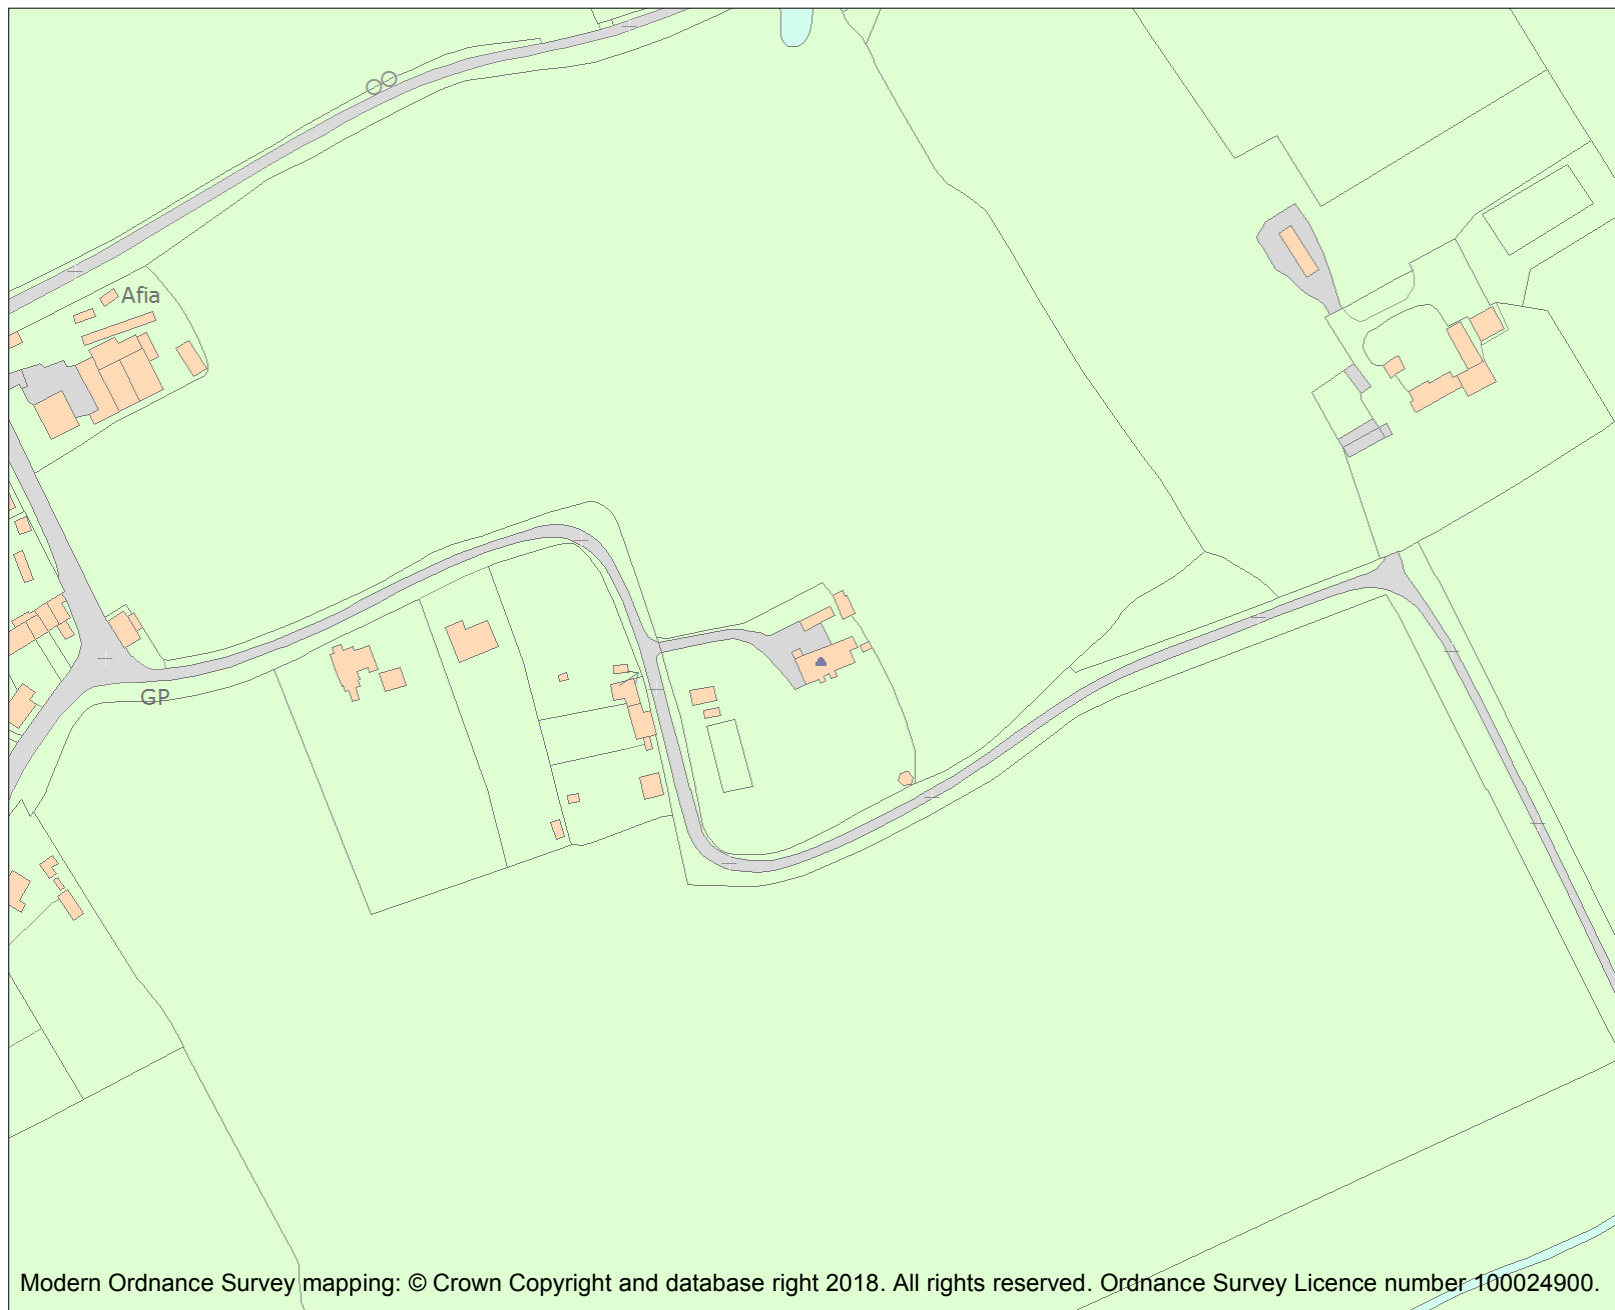 Afia
GP
Modern Ordnance Survey mapping: © Crown Copyright and database right 2018. All rights reserved. Ordnance Survey Licence number 100024900.